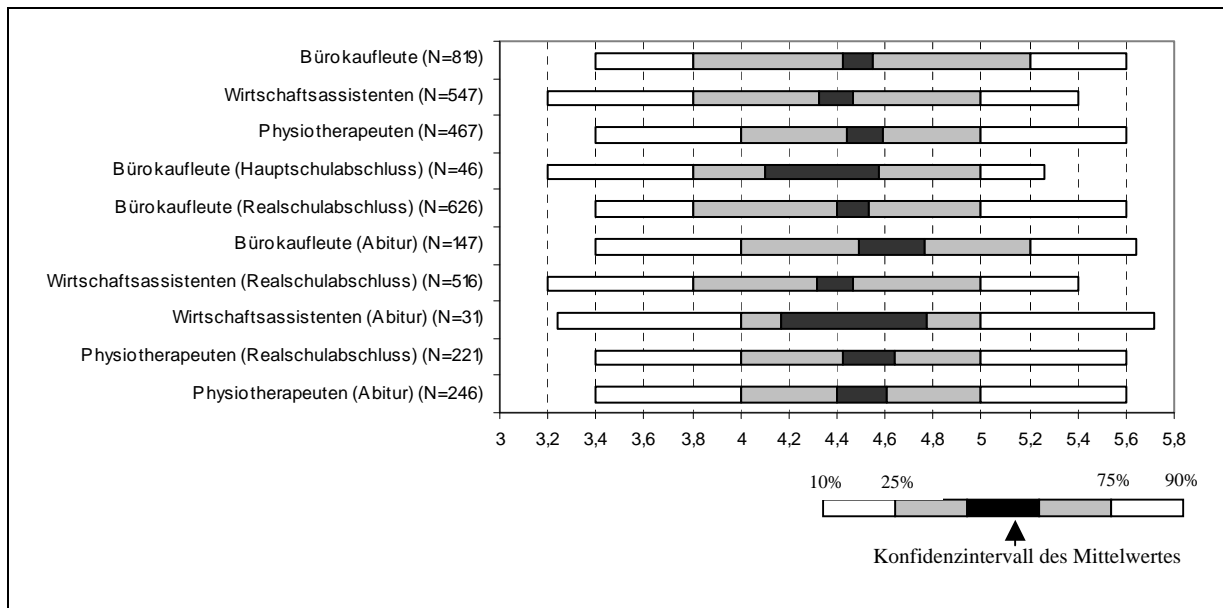 Bürokaufleute (N=819)
Wirtschaftsassistenten (N=547)
Physiotherapeuten (N=467)
Bürokaufleute (Hauptschulabschluss) (N=46)
Bürokaufleute (Realschulabschluss) (N=626)
Bürokaufleute (Abitur) (N=147)
Wirtschaftsassistenten (Realschulabschluss) (N=516)
Wirtschaftsassistenten (Abitur) (N=31)
Physiotherapeuten (Realschulabschluss) (N=221)
Physiotherapeuten (Abitur) (N=246)
3 3,2 3,4 3,6 3,8 4 4,2 4,4 4,6 4,8 5 5,2 5,4 5,6 5,8
10% 25% 75% 90%
Konfidenzintervall des Mittelwertes